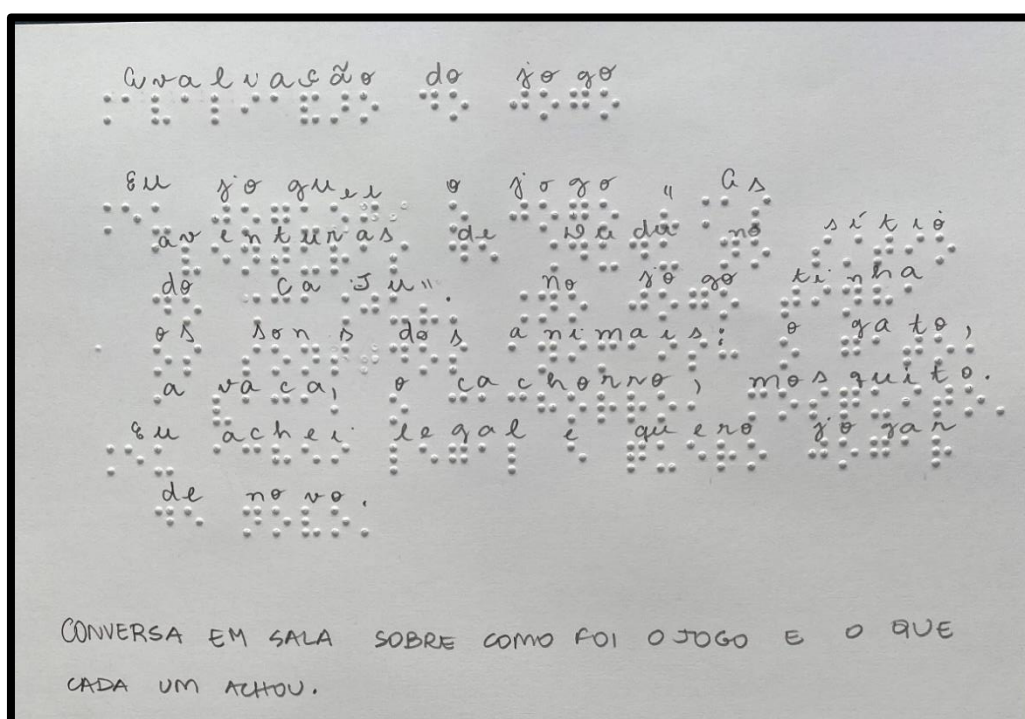 Avaliação do jogo
Eu joguei o jogo " As
aventuras de Duda no sítio
do Caju". no jogo tinha
os sons dos animais: o gato,
a vaca, o cachorro, mosquito.
Eu achei legal e quero jogar
de novo.
CONVERSA EM SALA SOBRE COMO FOI O JOGO E O QUE
CADA UM ACHOU.